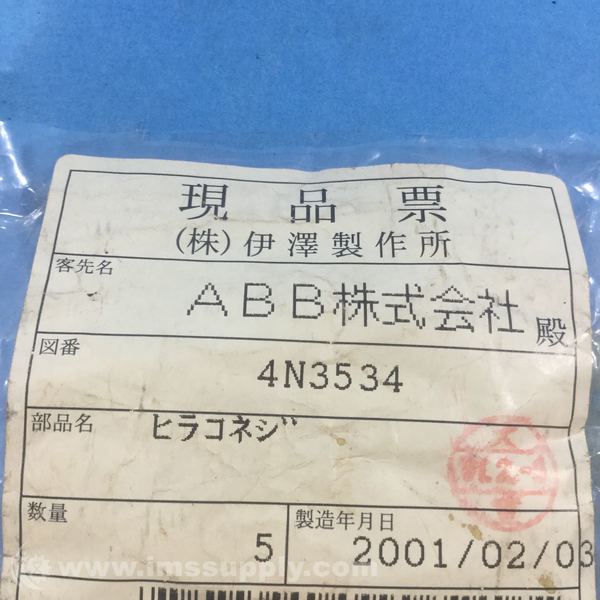 現品票
(株)伊澤製作所
客先名
ABB株式会社 殿
図番
4N3534
部品名 ヒラコネジ
数量 5 製造年月日 2001/02/03
www.imssupply.com